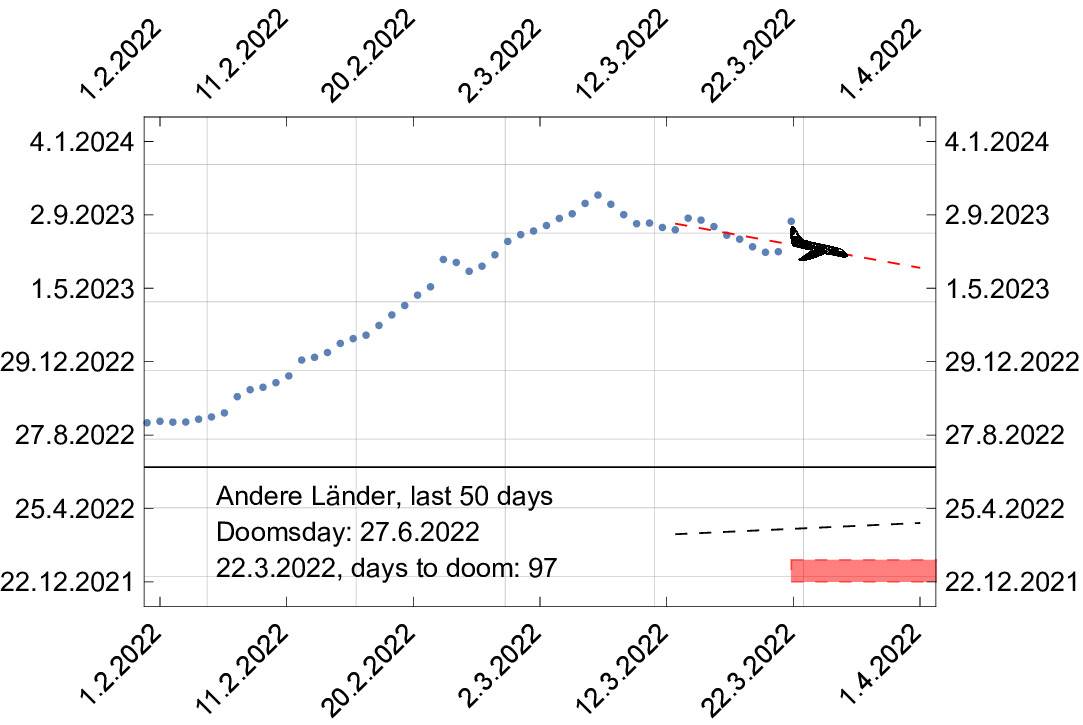 1.2.2022 11.2.2022 20.2.2022 2.3.2022 12.3.2022 22.3.2022 1.4.2022
4.1.2024 4.1.2024
2.9.2023 2.9.2023
1.5.2023 1.5.2023
29.12.2022 29.12.2022
27.8.2022 27.8.2022
Andere Länder, last 50 days
25.4.2022 25.4.2022
Doomsday: 27.6.2022
22.3.2022, days to doom: 97
22.12.2021 22.12.2021
1.2.2022 11.2.2022 20.2.2022 2.3.2022 12.3.2022 22.3.2022 1.4.2022